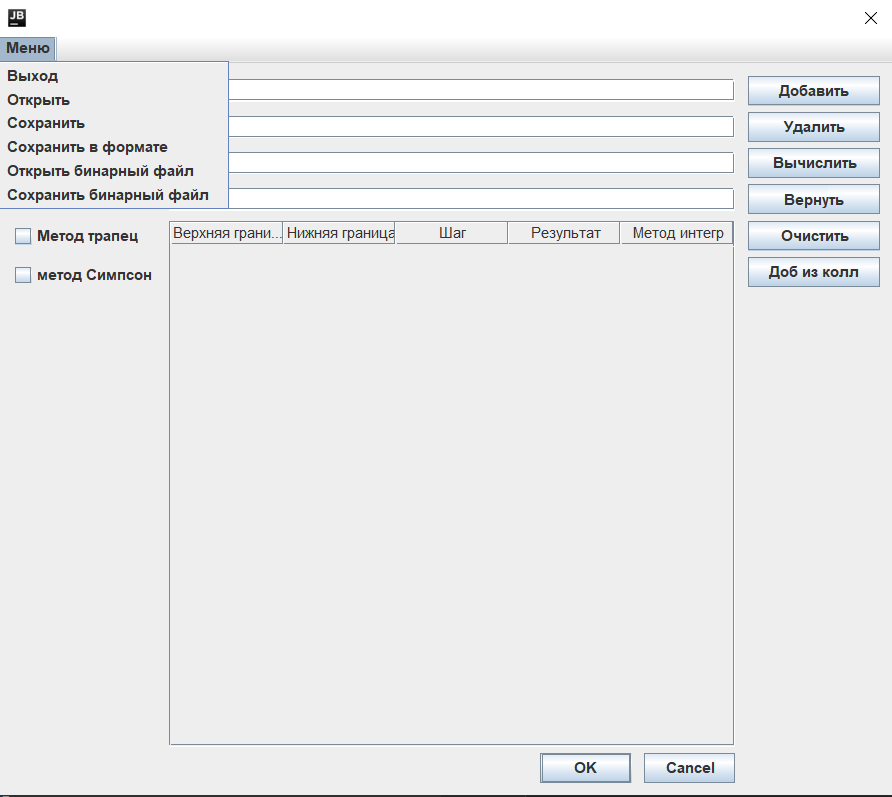 JB
Меню
Выход
Открыть
Сохранить
Сохранить в формате
Открыть бинарный файл
Сохранить бинарный файл
Добавить
Удалить
Вычислить
Вернуть
Очистить
Доб из колл
Метод трапец
метод Симпсон
Верхняя грани... Нижняя граница Шаг Результат Метод интегр
OK Cancel